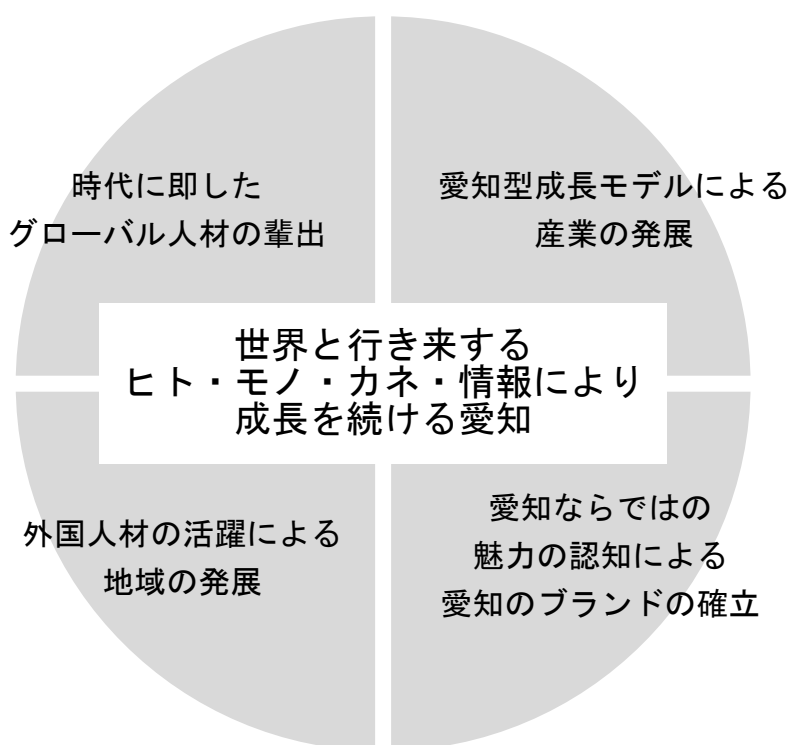 時代に即した
グローバル人材の輩出
愛知型成長モデルによる
産業の発展
世界と行き来する
ヒト・モノ・カネ・情報により
成長を続ける愛知
外国人材の活躍による
地域の発展
愛知ならではの
魅力の認知による
愛知のブランドの確立